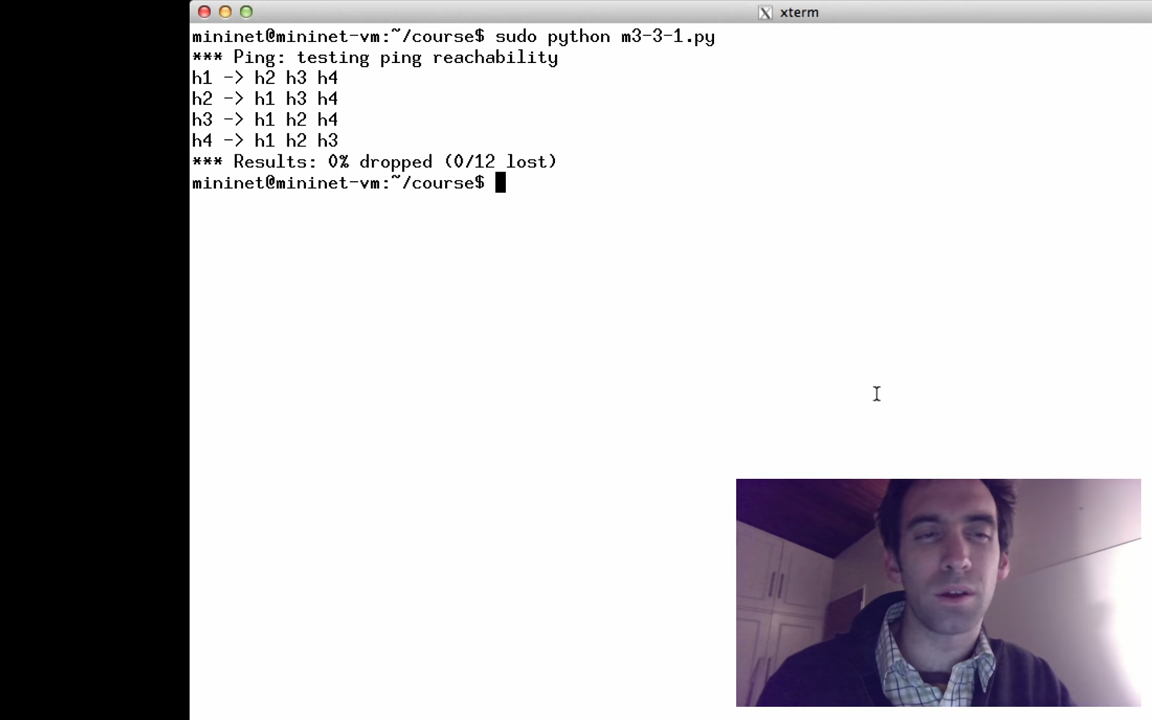 xterm
mininet@mininet-vm:~/course$ sudo python m3-3-1.py
*** Ping: testing ping reachability
h1 -> h2 h3 h4
h2 -> h1 h3 h4
h3 -> h1 h2 h4
h4 -> h1 h2 h3
*** Results: 0% dropped (0/12 lost)
mininet@mininet-vm:~/course$